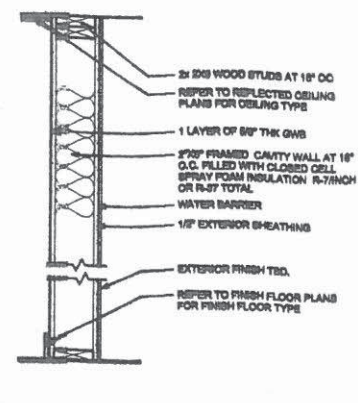 2x 2X6 WOOD STUDS AT 16" OC
REFER TO REFLECTED CEILING
PLANS FOR CEILING TYPE
1 LAYER OF 5/8" THK GWB
2"X6" FRAMED CAVITY WALL AT 16"
O.C. FILLED WITH CLOSED CELL
SPRAY FOAM INSULATION R-7/INCH
OR R-37 TOTAL
WATER BARRIER
1/2" EXTERIOR SHEATHING
EXTERIOR FINISH TBD.
REFER TO FINISH FLOOR PLANS
FOR FINISH FLOOR TYPE